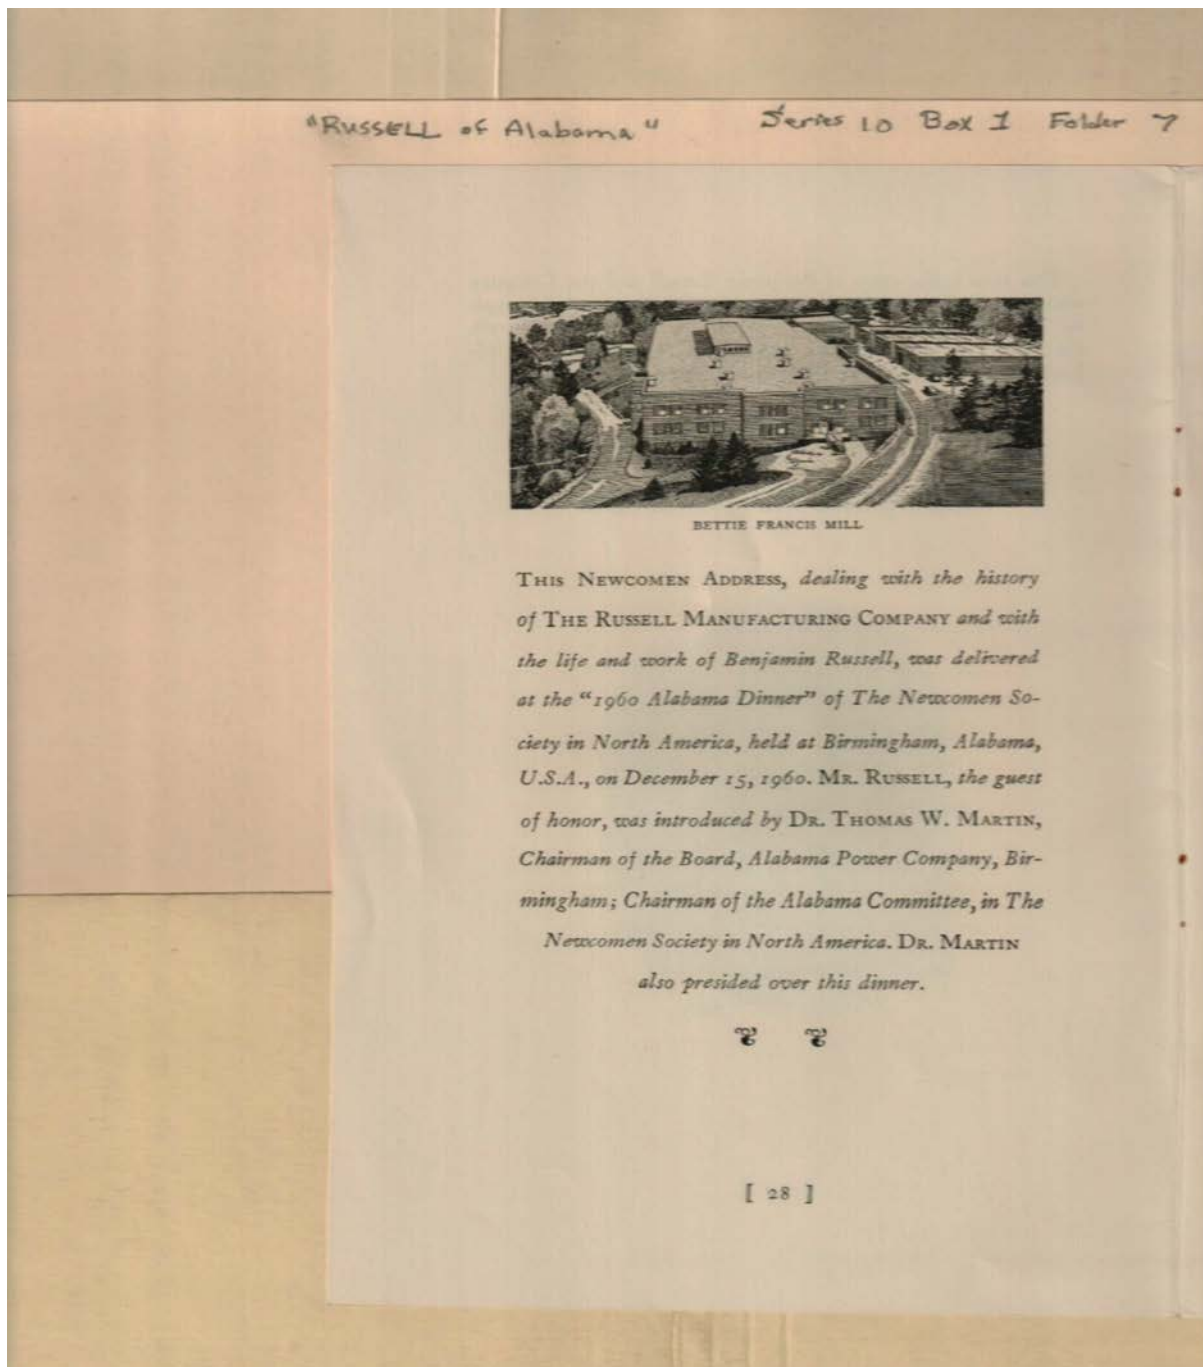 "RUSSELL of Alabama" Series 10 Box 1 Folder 7
BETTIE FRANCIS MILL
THIS NEWCOMEN ADDRESS, dealing with the history
of THE RUSSELL MANUFACTURING COMPANY and with
the life and work of Benjamin Russell, was delivered
at the “1960 Alabama Dinner” of The Newcomen So-
ciety in North America, held at Birmingham, Alabama,
U.S.A., on December 15, 1960. MR. RUSSELL, the guest
of honor, was introduced by DR. THOMAS W. MARTIN,
Chairman of the Board, Alabama Power Company, Bir-
mingham; Chairman of the Alabama Committee, in The
Newcomen Society in North America. DR. MARTIN
also presided over this dinner.
[ 28 ]